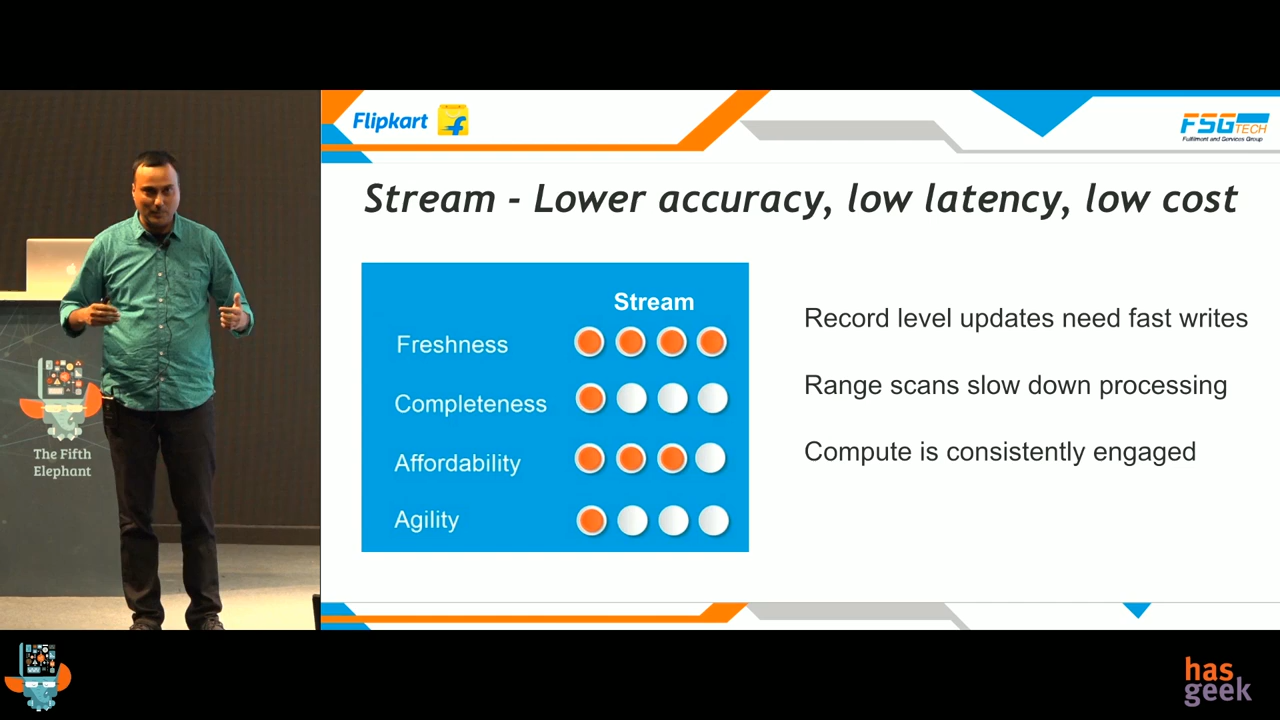 Flipkart
FSG TECH
Fulfilment and Services Group
Stream - Lower accuracy, low latency, low cost
Stream
Freshness
Completeness
Affordability
Agility
Record level updates need fast writes
Range scans slow down processing
Compute is consistently engaged
The Fifth
Elephant
has
geek